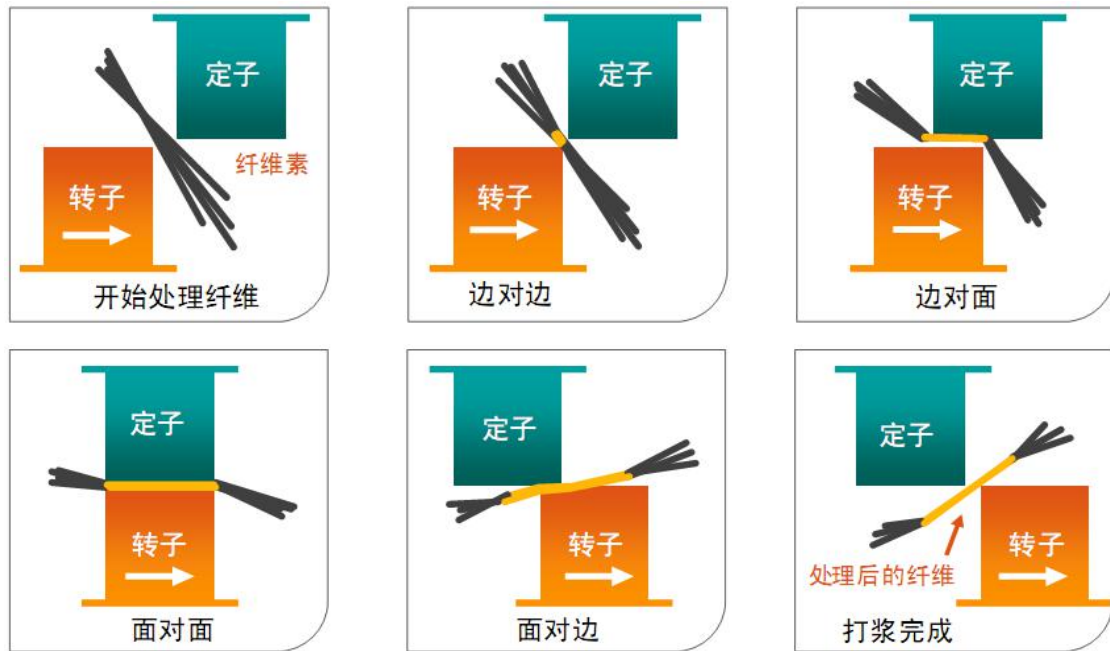 定子
纤维素
转子
开始处理纤维
定子
转子
边对边
定子
转子
边对面
定子
转子
面对面
定子
转子
面对边
定子
处理后的纤维
转子
打浆完成